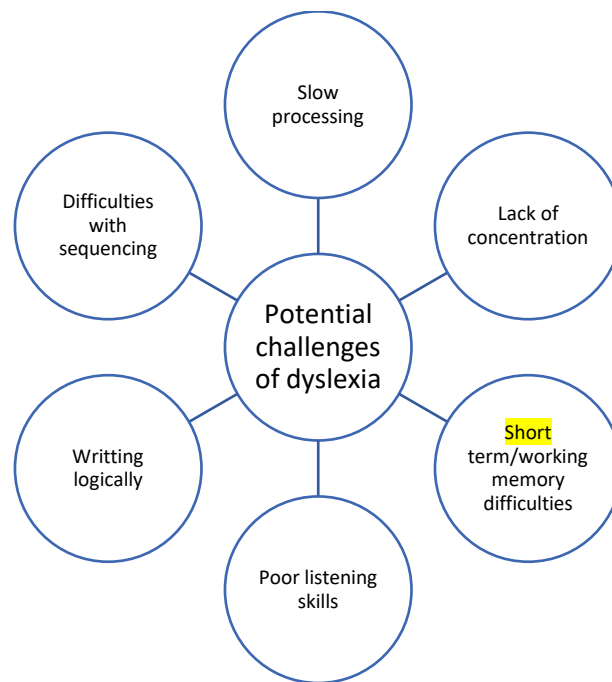 Slow
processing
Difficulties
with
sequencing
Lack of
concentration
Potential
challenges
of dyslexia
Writting
logically
Short
term/working
memory
difficulties
Poor listening
skills